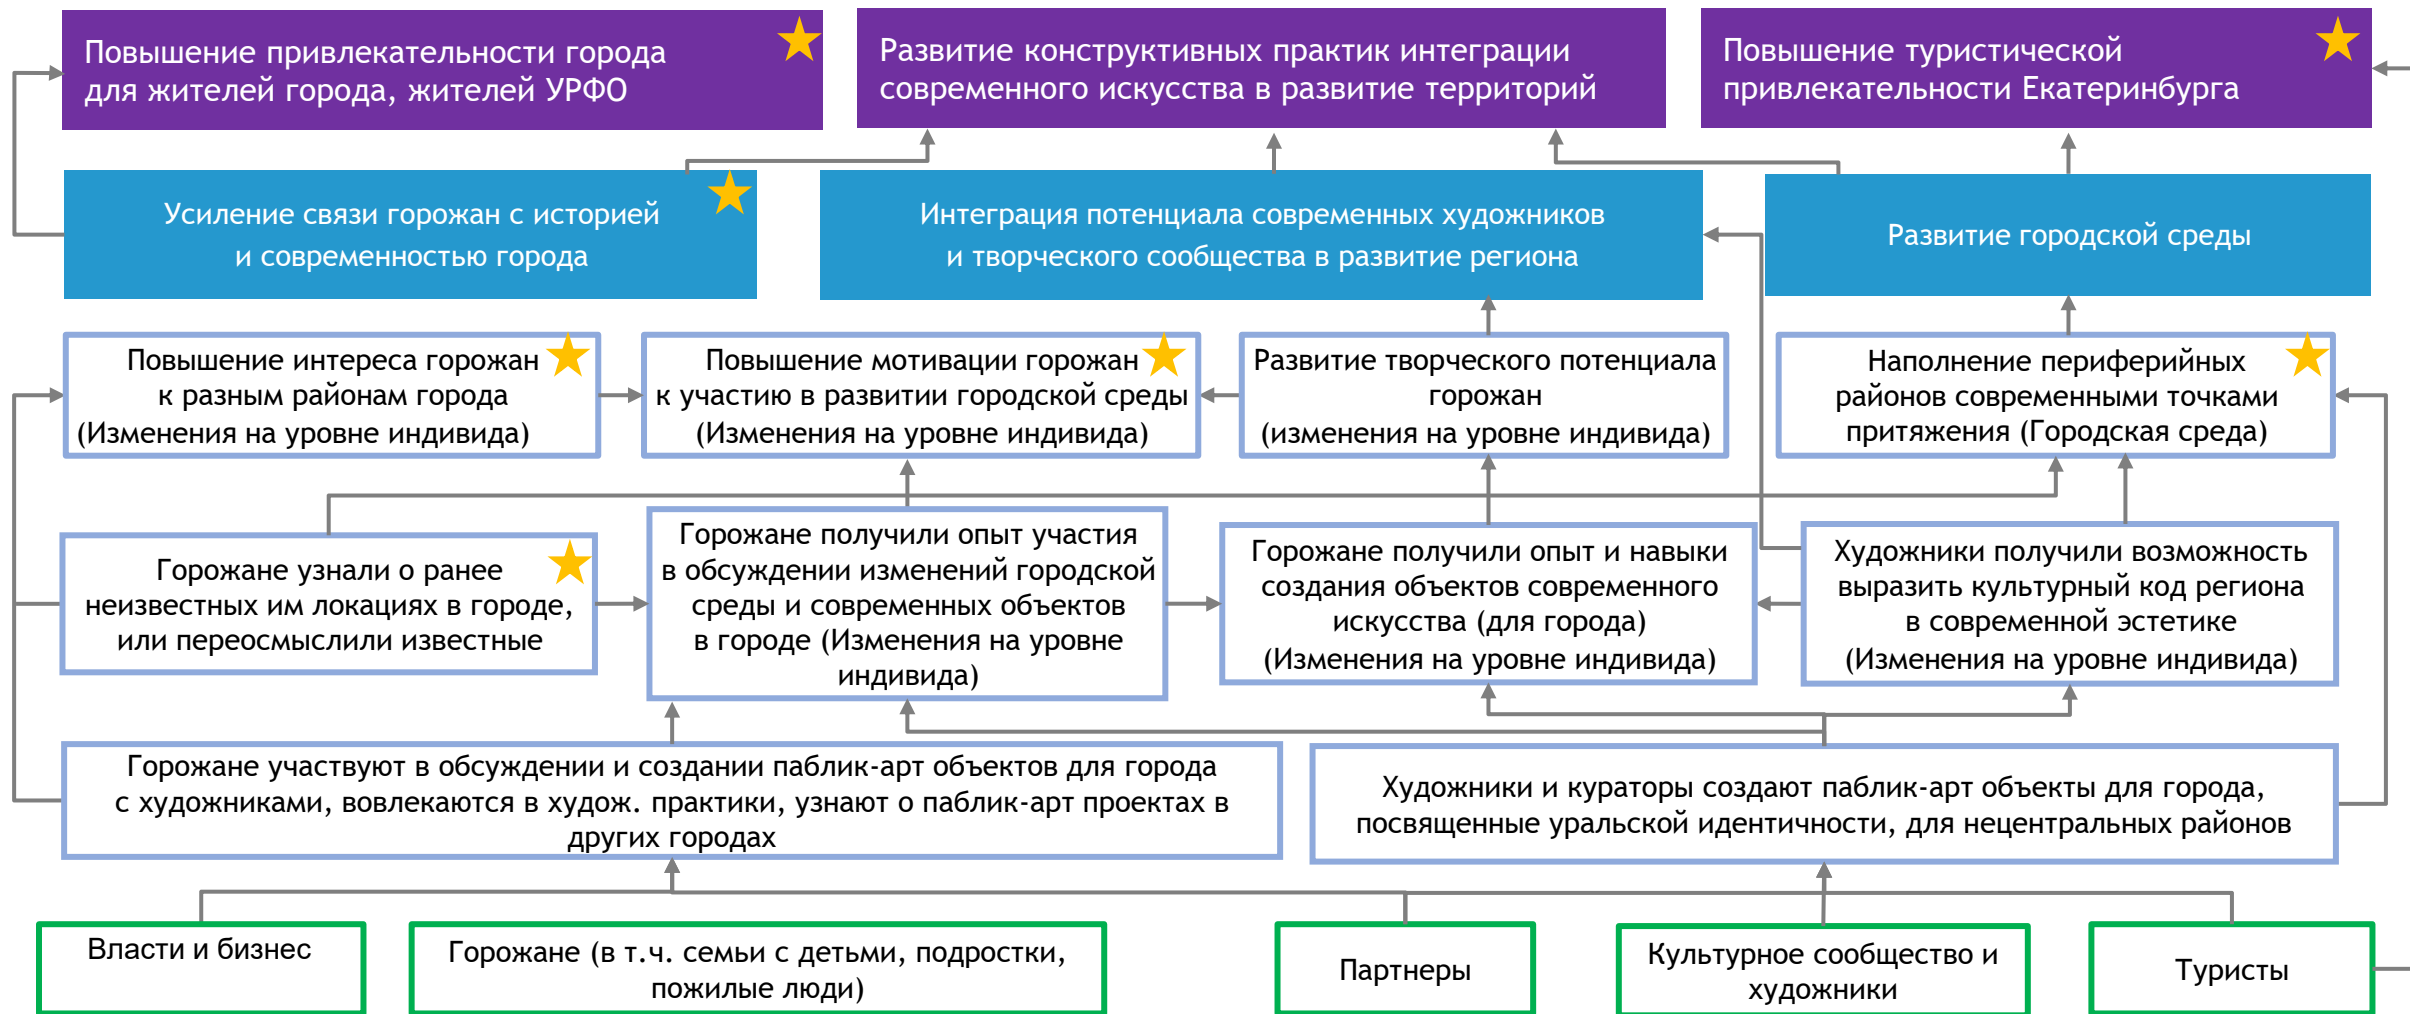 Повышение привлекательности города
для жителей города, жителей УРФО
Развитие конструктивных практик интеграции
современного искусства в развитие территорий
Повышение туристической
привлекательности Екатеринбурга
Усиление связи горожан с историей
и современностью города
Интеграция потенциала современных художников
и творческого сообщества в развитие региона
Развитие городской среды
Повышение интереса горожан
к разным районам города
(Изменения на уровне индивида)
Повышение мотивации горожан
к участию в развитии городской среды
(Изменения на уровне индивида)
Развитие творческого потенциала
горожан
(изменения на уровне индивида)
Наполнение периферийных
районов современными точками
притяжения (Городская среда)
Горожане узнали о ранее
неизвестных им локациях в городе,
или переосмыслили известные
Горожане получили опыт участия
в обсуждении изменений городской
среды и современных объектов
в городе (Изменения на уровне
индивида)
Горожане получили опыт и навыки
создания объектов современного
искусства (для города)
(Изменения на уровне индивида)
Художники получили возможность
выразить культурный код региона
в современной эстетике
(Изменения на уровне индивида)
Горожане участвуют в обсуждении и создании паблик-арт объектов для города
с художниками, вовлекаются в худож. практики, узнают о паблик-арт проектах в
других городах
Художники и кураторы создают паблик-арт объекты для города,
посвященные уральской идентичности, для нецентральных районов
Власти и бизнес
Горожане (в т.ч. семьи с детьми, подростки,
пожилые люди)
Партнеры
Культурное сообщество и
художники
Туристы